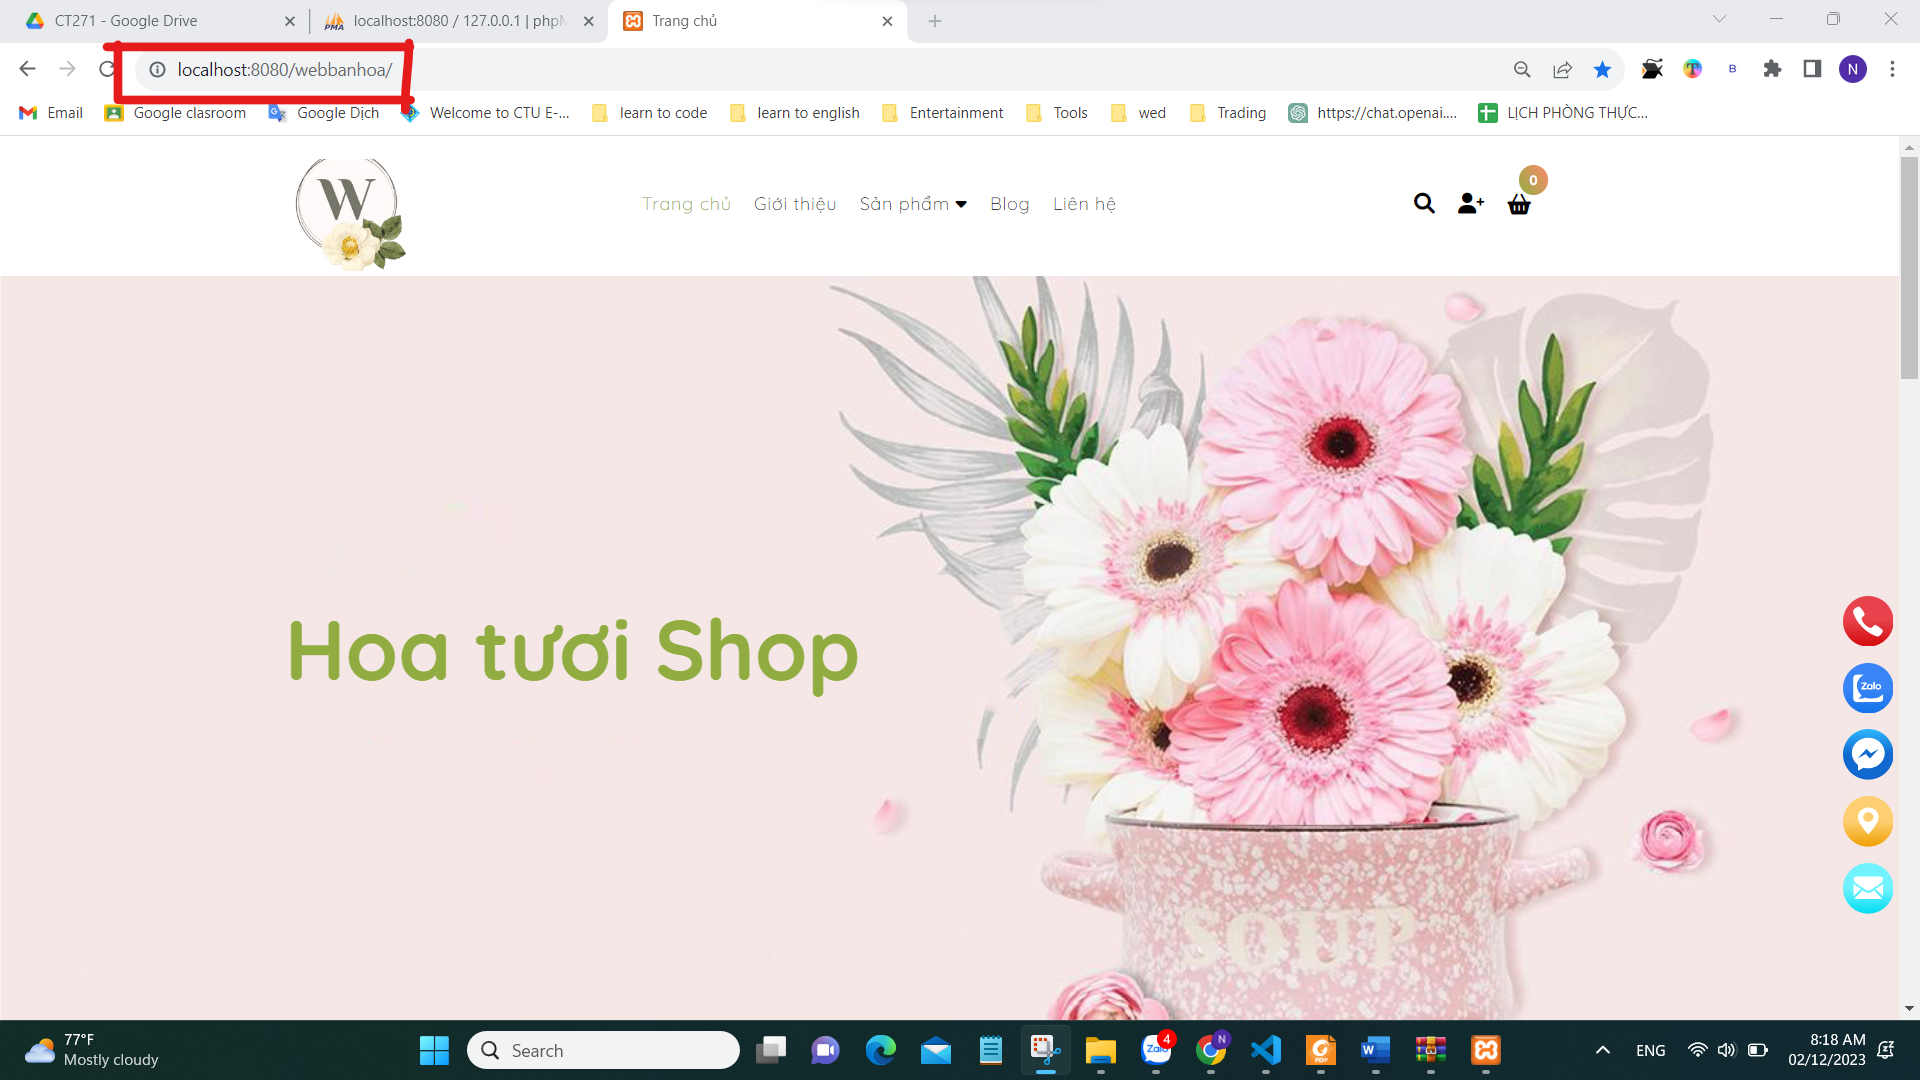 CT271 - Google Drive
localhost:8080 / 127.0.0.1 | phpM
Trang chủ
localhost:8080/webbanhoa/
N
Email
Google clasroom
Google Dịch
Welcome to CTU E-...
learn to code
learn to english
Entertainment
Tools
wed
Trading
https://chat.openai....
LỊCH PHÒNG THỰC...
W
Trang chủ
Giới thiệu
Sản phẩm
Blog
Liên hệ
0
Hoa tươi Shop
Zalo
SOUP
77°F
Mostly cloudy
Search
Zalo
4
N
PDF
W
ENG
8:18 AM
02/12/2023